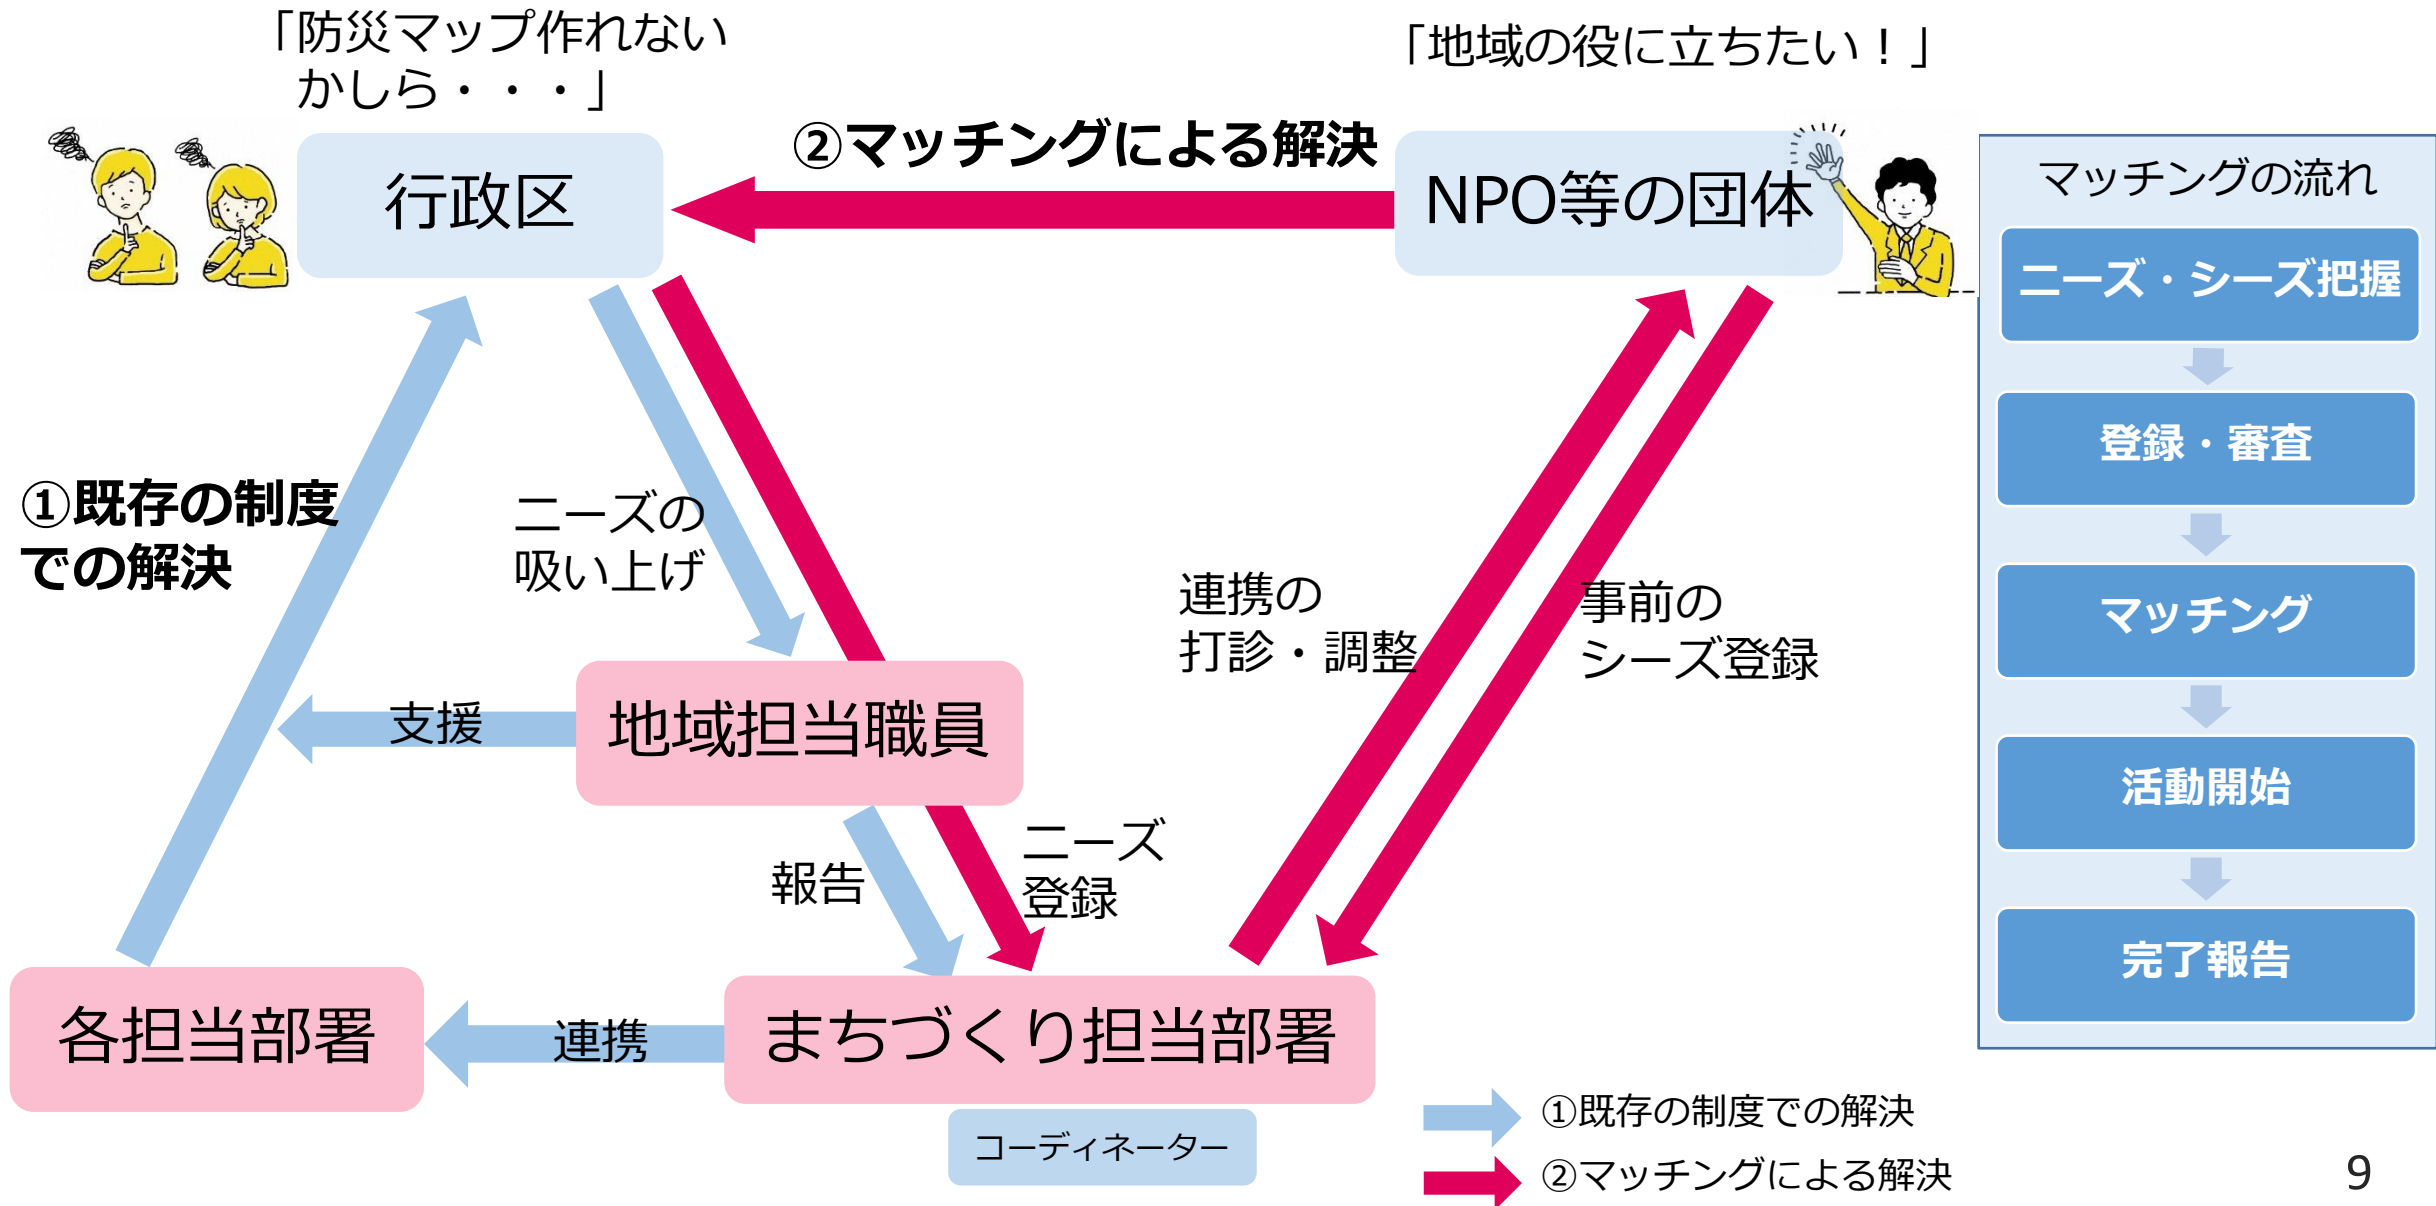 「防災マップ作れない
かしら・・・」
「地域の役に立ちたい！」
②マッチングによる解決
行政区
NPO等の団体
①既存の制度
での解決
ニーズの
吸い上げ
連携の
打診・調整
事前の
シーズ登録
支援
地域担当職員
報告
ニーズ
登録
各担当部署
連携
まちづくり担当部署
コーディネーター
マッチングの流れ
ニーズ・シーズ把握
登録・審査
マッチング
活動開始
完了報告
①既存の制度での解決
②マッチングによる解決
9